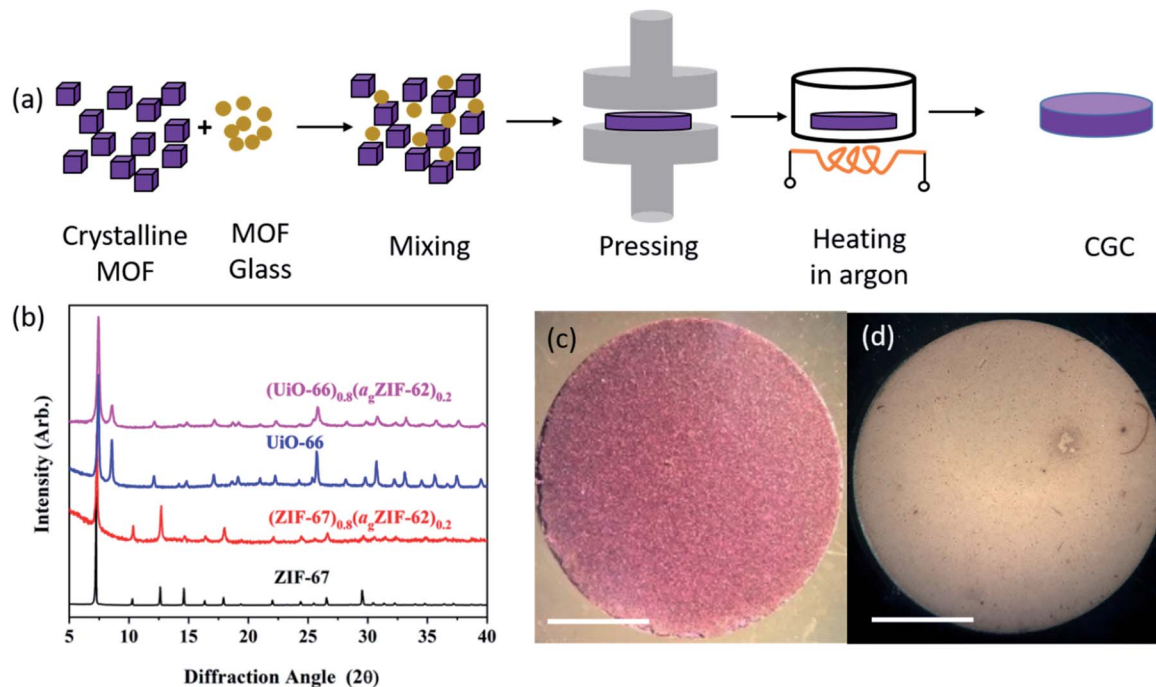 (a)
+
Crystalline
MOF
MOF
Glass
Mixing
Pressing
Heating
in argon
CGC
(b)
Intensity (Arb.)
(UiO-66)0.8(agZIF-62)0.2
UiO-66
(ZIF-67)0.8(agZIF-62)0.2
ZIF-67
5 10 15 20 25 30 35 40
Diffraction Angle (2θ)
(c)
(d)